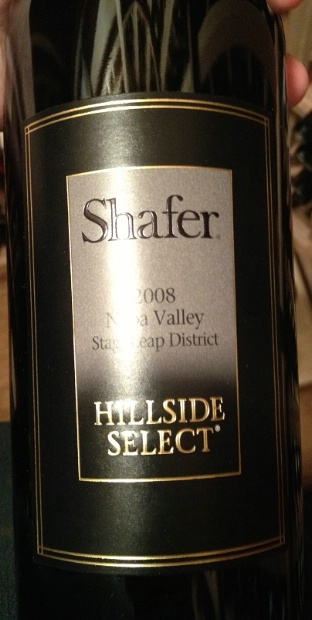 Shafer
2008
Napa Valley
Stags Leap District
HILLSIDE
SELECT®